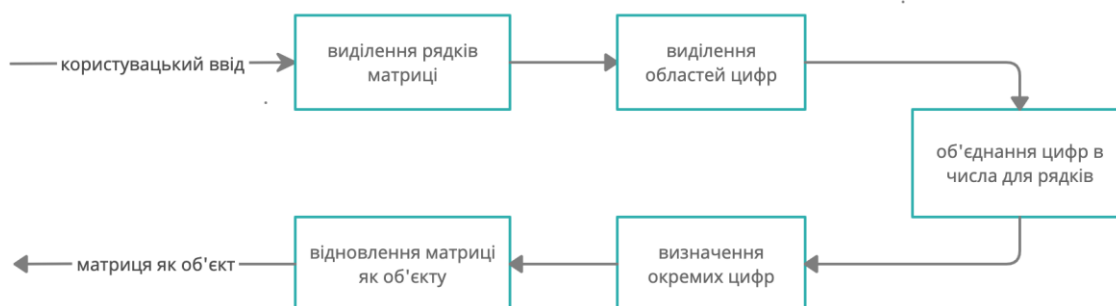 користувацький ввід
виділення рядків
матриці
виділення
областей цифр
об'єднання цифр в
числа для рядків
визначення
окремих цифр
відновлення матриці
як об'єкту
матриця як об'єкт